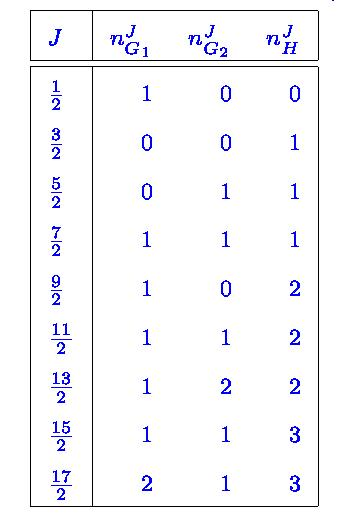 J n^J_{G_1} n^J_{G_2} n^J_H
1/2 1 0 0
3/2 0 0 1
5/2 0 1 1
7/2 1 1 1
9/2 1 0 2
11/2 1 1 2
13/2 1 2 2
15/2 1 1 3
17/2 2 1 3